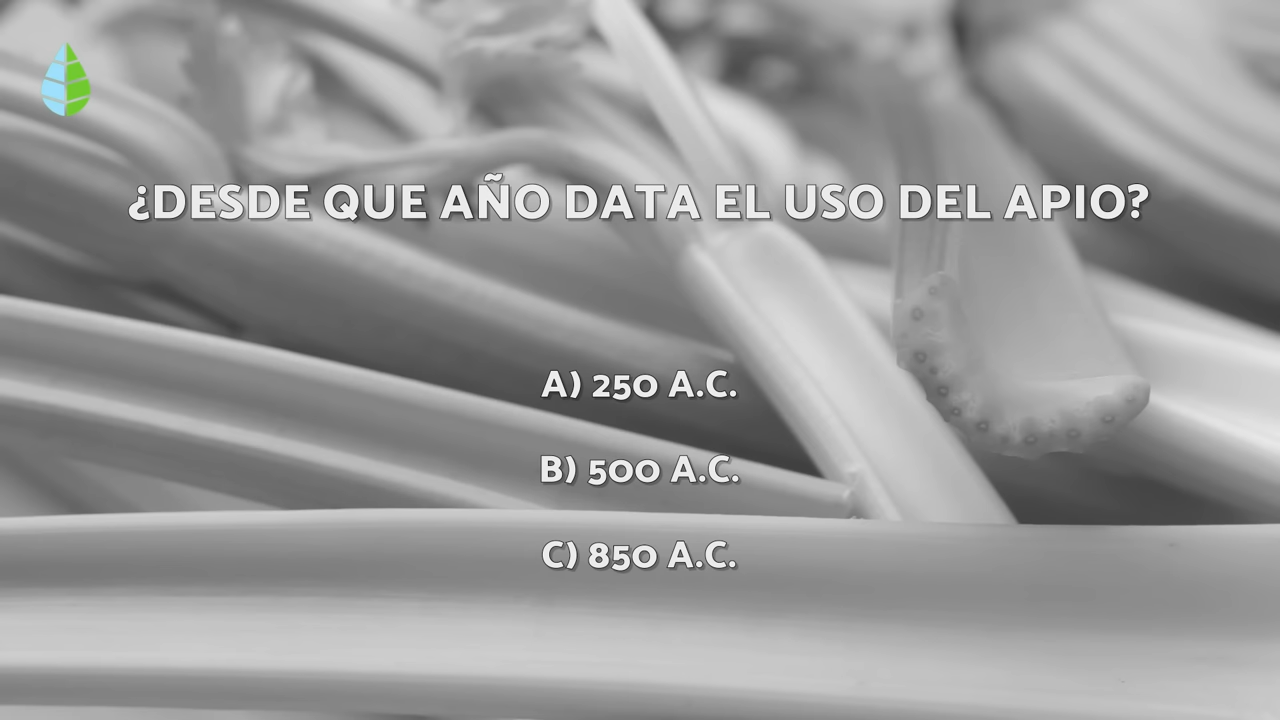 ¿DESDE QUE AÑO DATA EL USO DEL APIO?
A) 250 A.C.
B) 500 A.C.
C) 850 A.C.